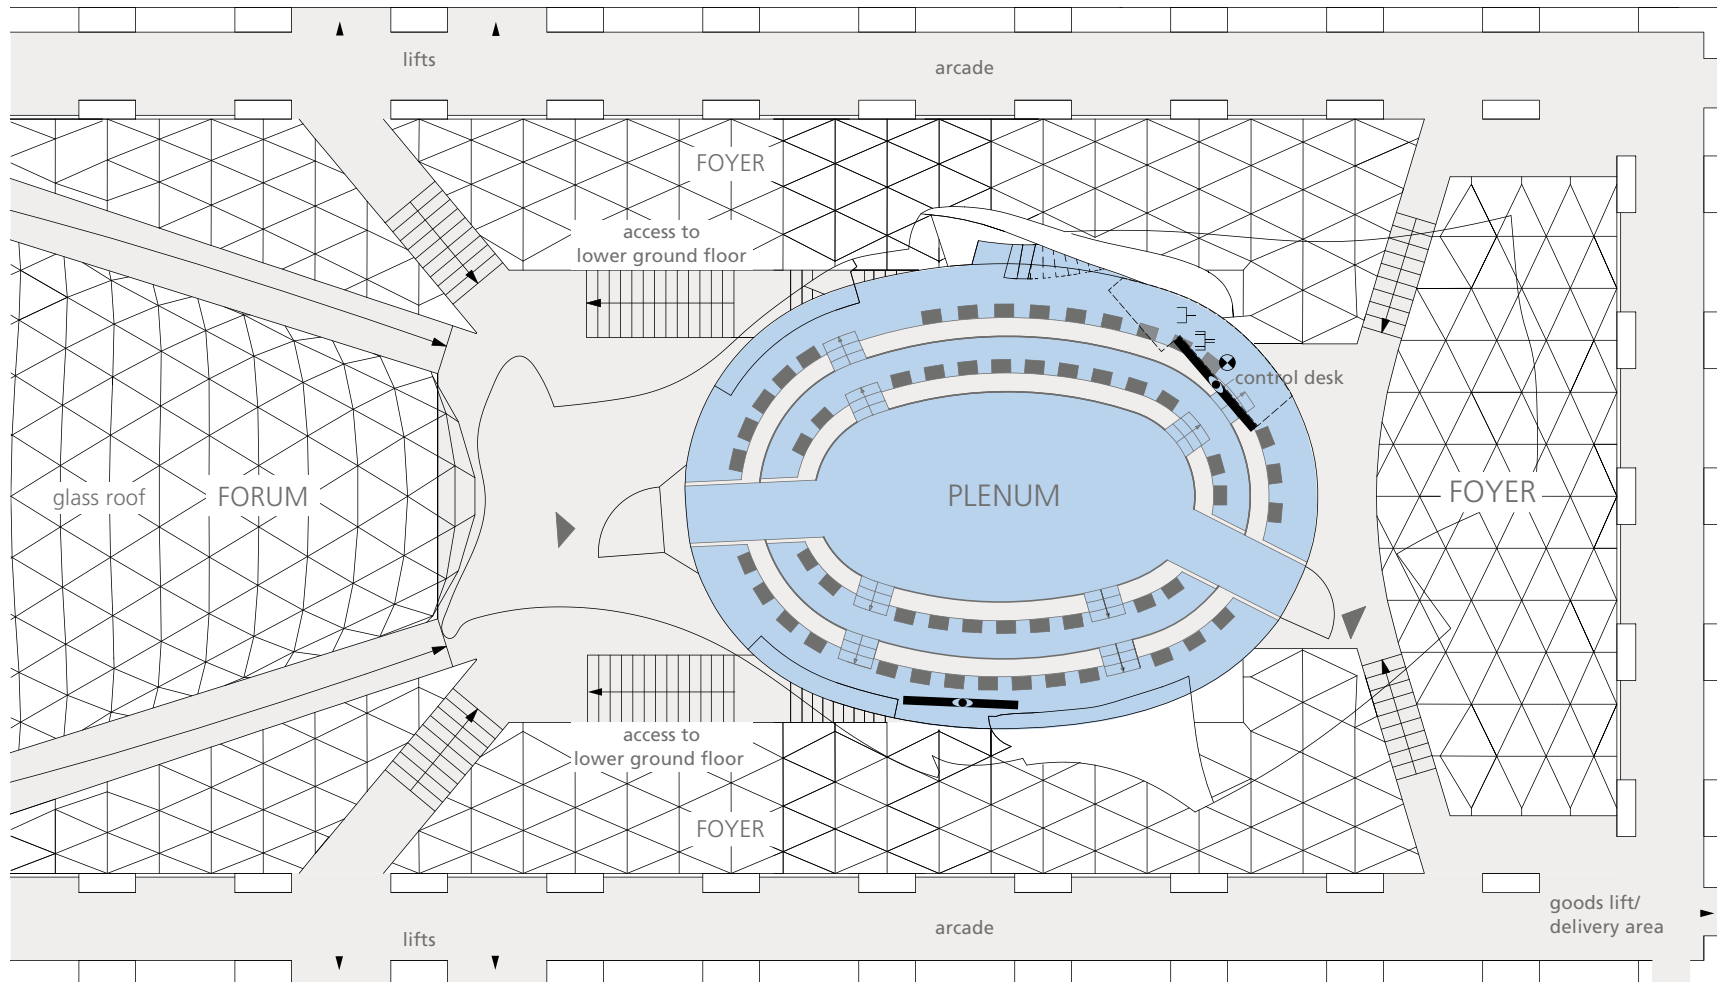 lifts
arcade
FOYER
access to
lower ground floor
control desk
glass roof
FORUM
PLENUM
FOYER
access to
lower ground floor
FOYER
goods lift/
delivery area
arcade
lifts